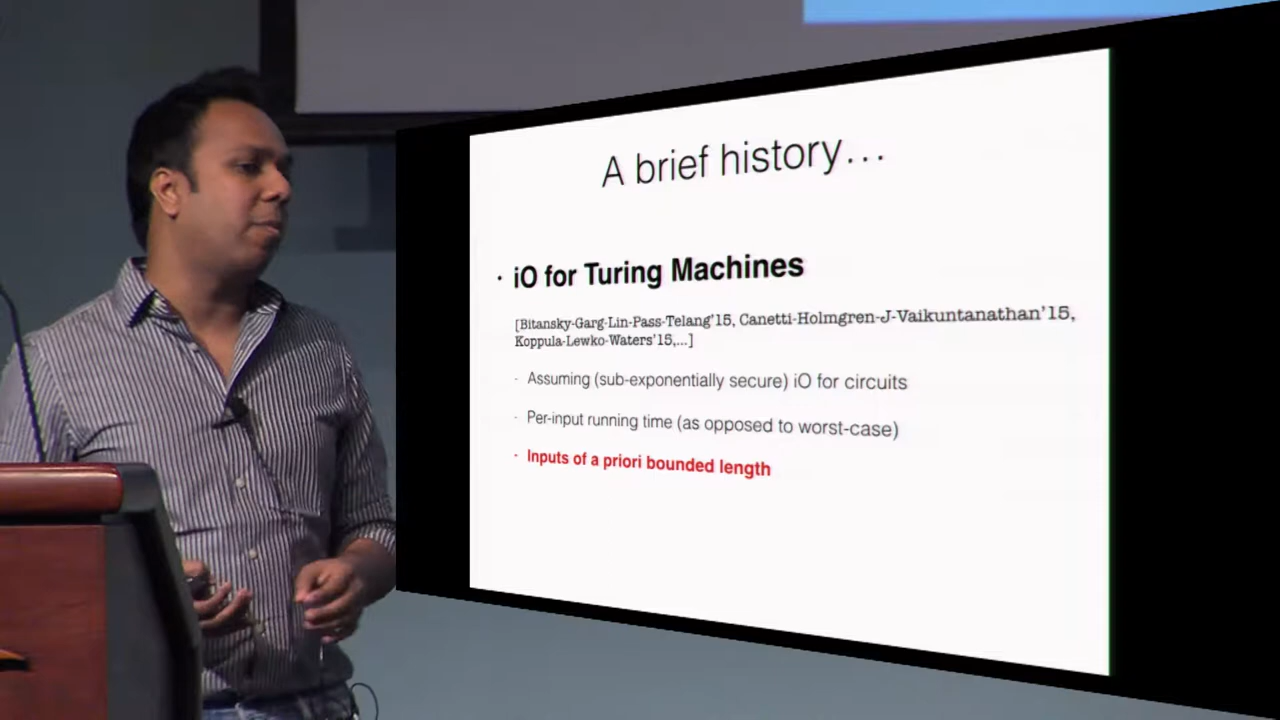 A brief history…
· iO for Turing Machines
[Bitansky-Garg-Lin-Pass-Telang'15, Canetti-Holmgren-J-Vaikuntanathan'15,
Koppula-Lewko-Waters'15,...]
· Assuming (sub-exponentially secure) iO for circuits
· Per-input running time (as opposed to worst-case)
· Inputs of a priori bounded length